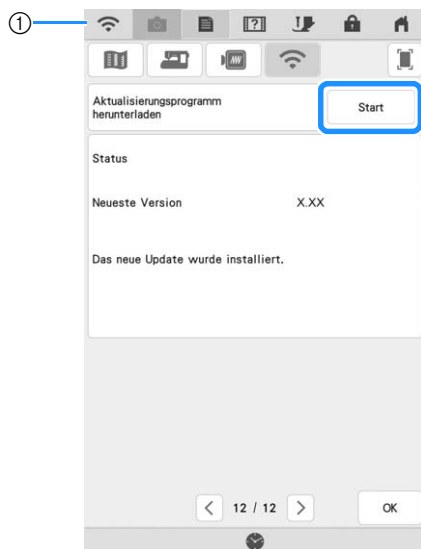 ①
Aktualisierungsprogramm
herunterladen
Start
Status
Neueste Version X.XX
Das neue Update wurde installiert.
12 / 12
OK